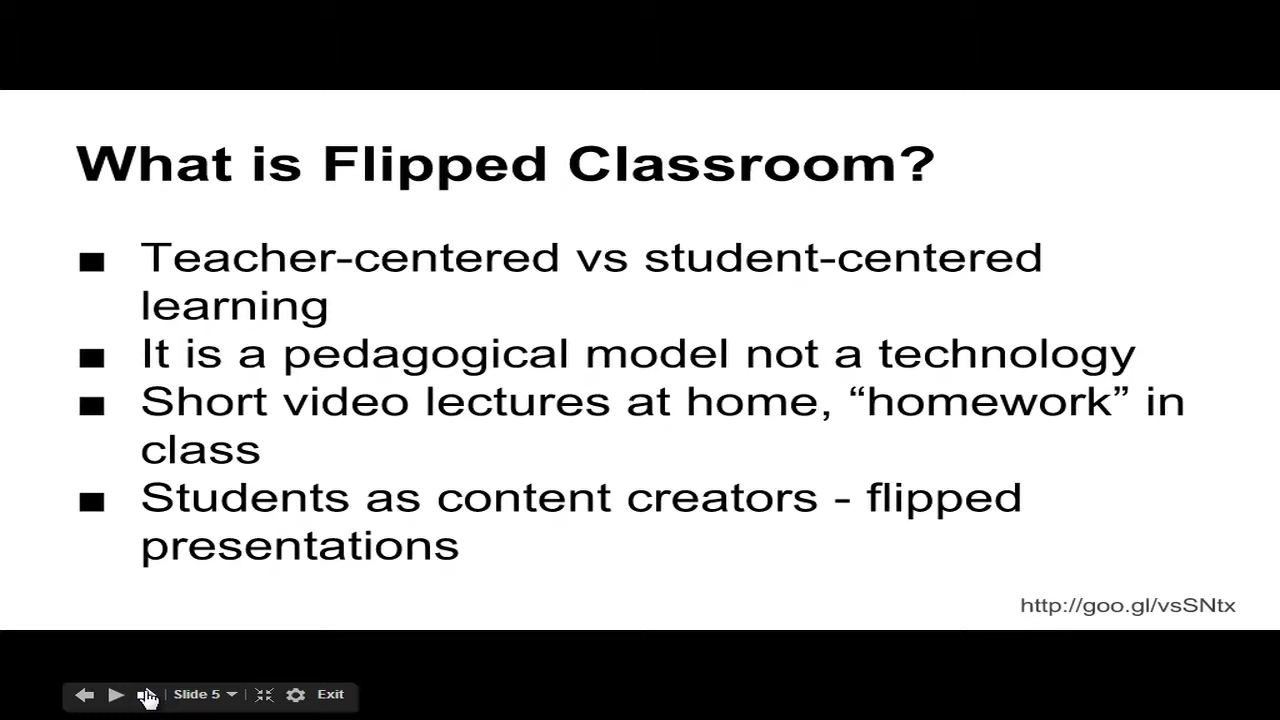 What is Flipped Classroom?
■ Teacher-centered vs student-centered
learning
■ It is a pedagogical model not a technology
■ Short video lectures at home, “homework” in
class
■ Students as content creators - flipped
presentations
http://goo.gl/vsSNtx
Slide 5 Exit